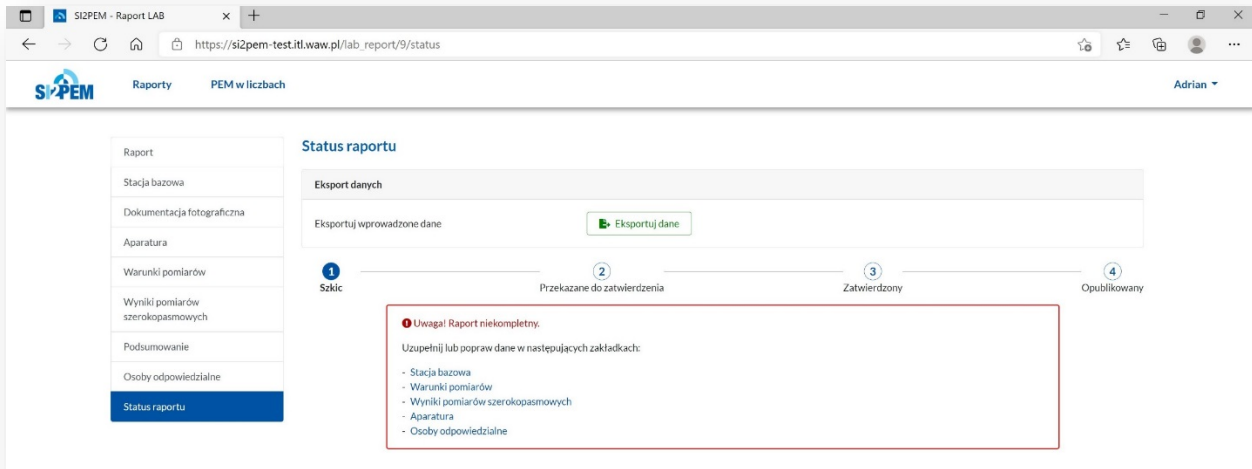 SI2PEM - Raport LAB
https://si2pem-test.itl.waw.pl/lab_report/9/status
SI2PEM
Raporty
PEM w liczbach
Adrian
Raport
Stacja bazowa
Dokumentacja fotograficzna
Aparatura
Warunki pomiarów
Wyniki pomiarów
szerokopasmowych
Podsumowanie
Osoby odpowiedzialne
Status raportu
Status raportu
Eksport danych
Eksportuj wprowadzone dane
Eksportuj dane
1
Szkic
2
Przekazane do zatwierdzenia
3
Zatwierdzony
4
Opublikowany
Uwaga! Raport niekompletny.
Uzupełnij lub popraw dane w następujących zakładkach:
- Stacja bazowa
- Warunki pomiarów
- Wyniki pomiarów szerokopasmowych
- Aparatura
- Osoby odpowiedzialne